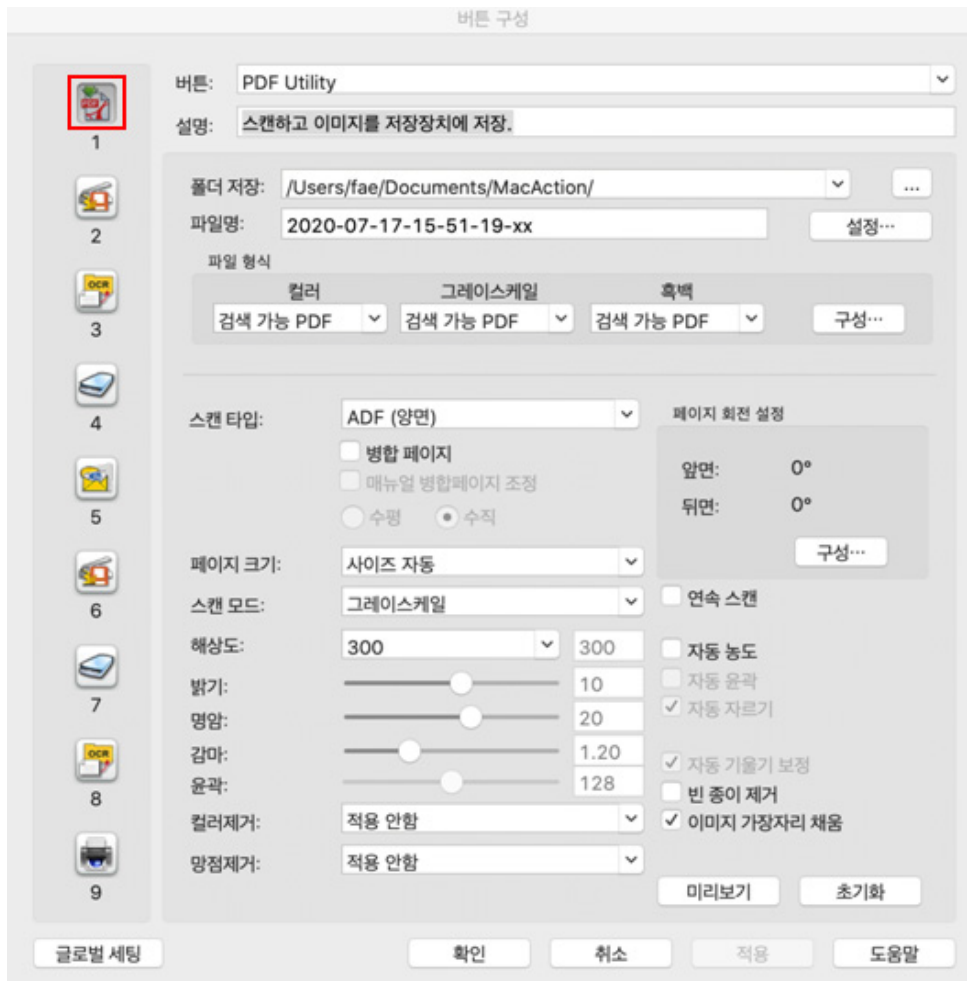 버튼 구성
버튼: PDF Utility
설명: 스캔하고 이미지를 저장장치에 저장.
1
2
3
4
5
6
7
8
9
폴더 저장: /Users/fae/Documents/MacAction/ ...
파일명: 2020-07-17-15-51-19-xx 설정...
파일 형식
컬러 그레이스케일 흑백
검색 가능 PDF 검색 가능 PDF 검색 가능 PDF 구성...
스캔 타입: ADF (양면)
병합 페이지
매뉴얼 병합페이지 조정
수평 수직
페이지 회전 설정
앞면: 0°
뒤면: 0°
구성...
페이지 크기: 사이즈 자동
스캔 모드: 그레이스케일
연속 스캔
해상도: 300 300
자동 농도
밝기: 10
자동 윤곽
명암: 20
자동 자르기
감마: 1.20
자동 기울기 보정
윤곽: 128
빈 종이 제거
컬러제거: 적용 안함
이미지 가장자리 채움
망점제거: 적용 안함
미리보기 초기화
글로벌 세팅 확인 취소 적용 도움말
PDF
OCR
OCR